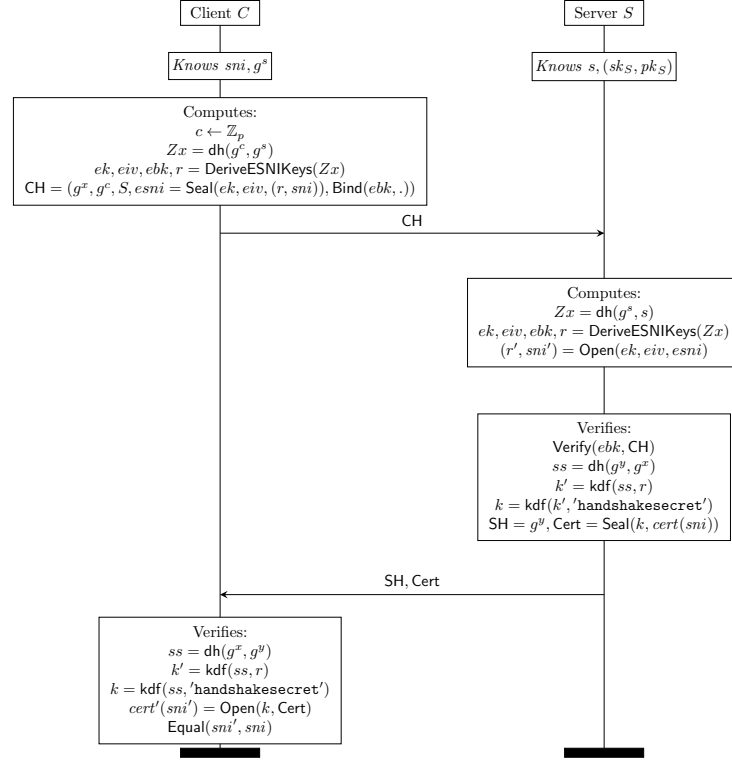 Client C
Server S
Knows sni, g^s
Knows s, (sk_S, pk_S)
Computes:
c ← ℤ_p
Zx = dh(g^c, g^s)
ek, eiv, ebk, r = DeriveESNIKeys(Zx)
CH = (g^x, g^c, S, esni = Seal(ek, eiv, (r, sni)), Bind(ebk, .))
CH
Computes:
Zx = dh(g^s, s)
ek, eiv, ebk, r = DeriveESNIKeys(Zx)
(r′, sni′) = Open(ek, eiv, esni)
Verifies:
Verify(ebk, CH)
ss = dh(g^y, g^x)
k′ = kdf(ss, r)
k = kdf(k′, 'handshakesecret')
SH = g^y, Cert = Seal(k, cert(sni))
SH, Cert
Verifies:
ss = dh(g^x, g^y)
k′ = kdf(ss, r)
k = kdf(ss, 'handshakesecret')
cert′(sni′) = Open(k, Cert)
Equal(sni′, sni)